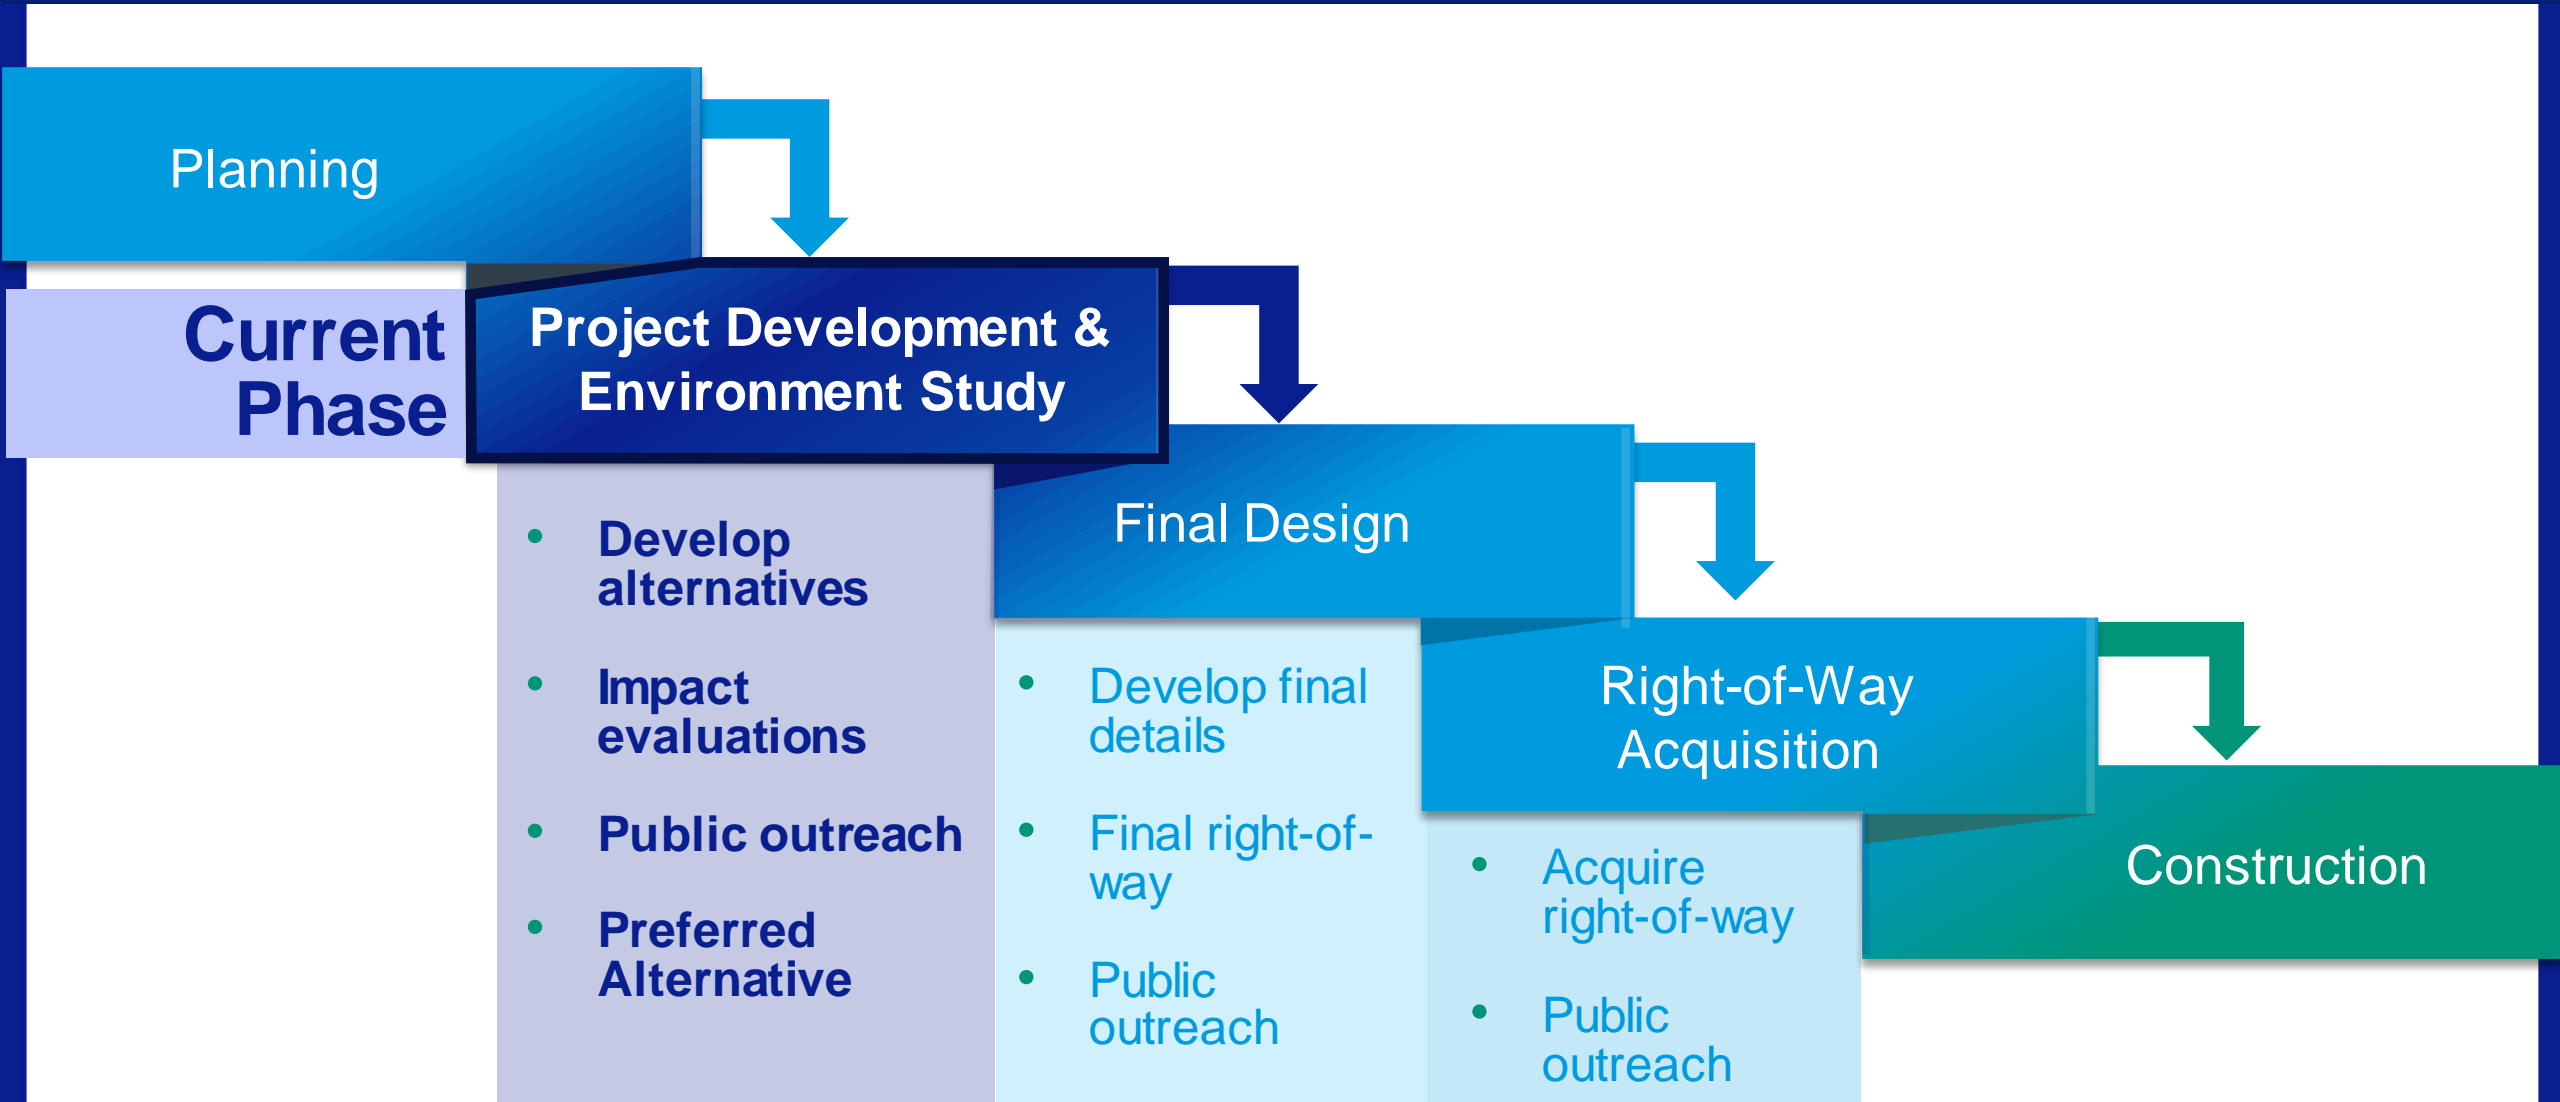 Planning
Current
Phase
Project Development &
Environment Study
• Develop
alternatives
• Impact
evaluations
• Public outreach
• Preferred
Alternative
Final Design
• Develop final
details
• Final right-of-
way
• Public
outreach
Right-of-Way
Acquisition
• Acquire
right-of-way
• Public
outreach
Construction